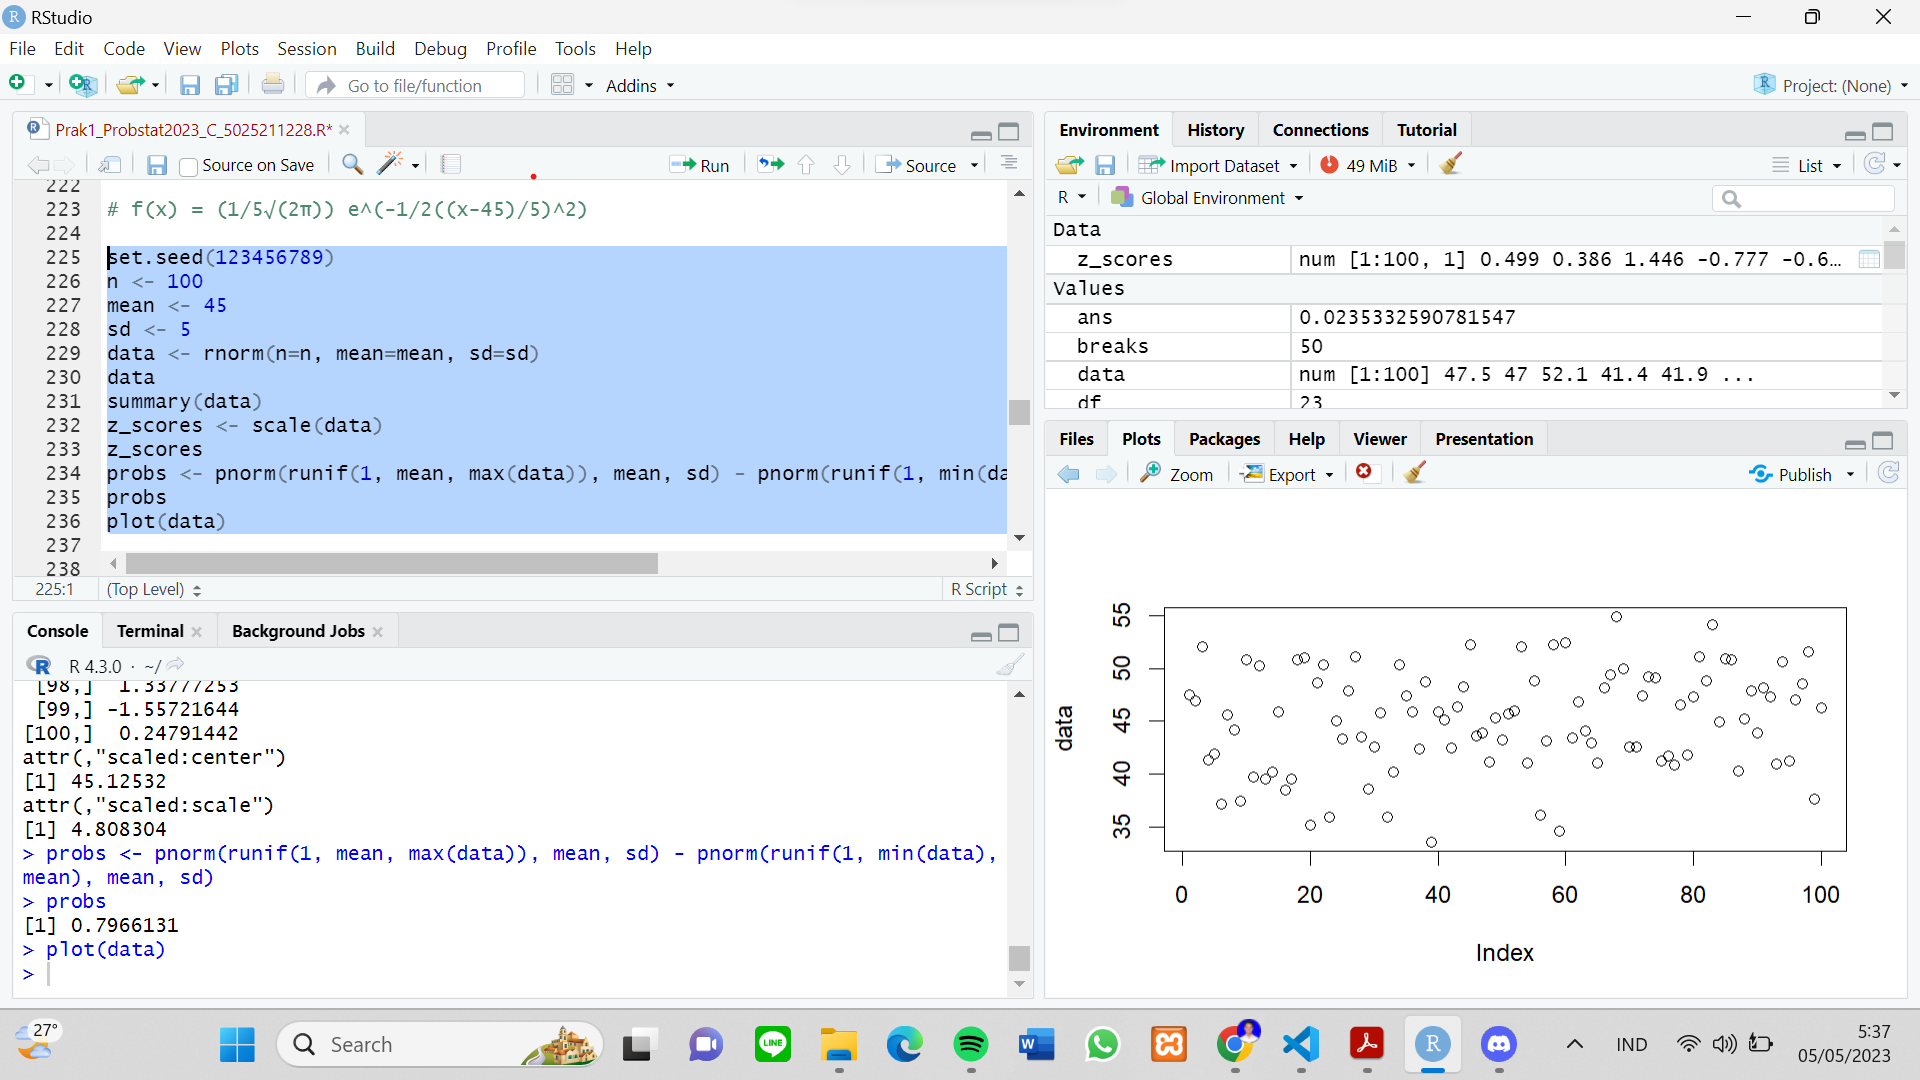 RStudio
File Edit Code View Plots Session Build Debug Profile Tools Help
Go to file/function Addins Project: (None)
Prak1_Probstat2023_C_5025211228.R*
Source on Save Run Source
222
223 # f(x) = (1/5√(2π)) e^(-1/2((x-45)/5)^2)
224
225 set.seed(123456789)
226 n <- 100
227 mean <- 45
228 sd <- 5
229 data <- rnorm(n=n, mean=mean, sd=sd)
230 data
231 summary(data)
232 z_scores <- scale(data)
233 z_scores
234 probs <- pnorm(runif(1, mean, max(data)), mean, sd) - pnorm(runif(1, min(da
235 probs
236 plot(data)
237
238
225:1 (Top Level) R Script
Console Terminal Background Jobs
R 4.3.0 · ~/
[98,] 1.33777253
[99,] -1.55721644
[100,] 0.24791442
attr(,"scaled:center")
[1] 45.12532
attr(,"scaled:scale")
[1] 4.808304
> probs <- pnorm(runif(1, mean, max(data)), mean, sd) - pnorm(runif(1, min(data),
mean), mean, sd)
> probs
[1] 0.7966131
> plot(data)
>
Environment History Connections Tutorial
Import Dataset 49 MiB List
R Global Environment
Data
z_scores num [1:100, 1] 0.499 0.386 1.446 -0.777 -0.6…
Values
ans 0.0235332590781547
breaks 50
data num [1:100] 47.5 47 52.1 41.4 41.9 ...
df 23
Files Plots Packages Help Viewer Presentation
Zoom Export Publish
data
55
50
45
40
35
0 20 40 60 80 100
Index
27°
Search
LINE
IND
5:37
05/05/2023